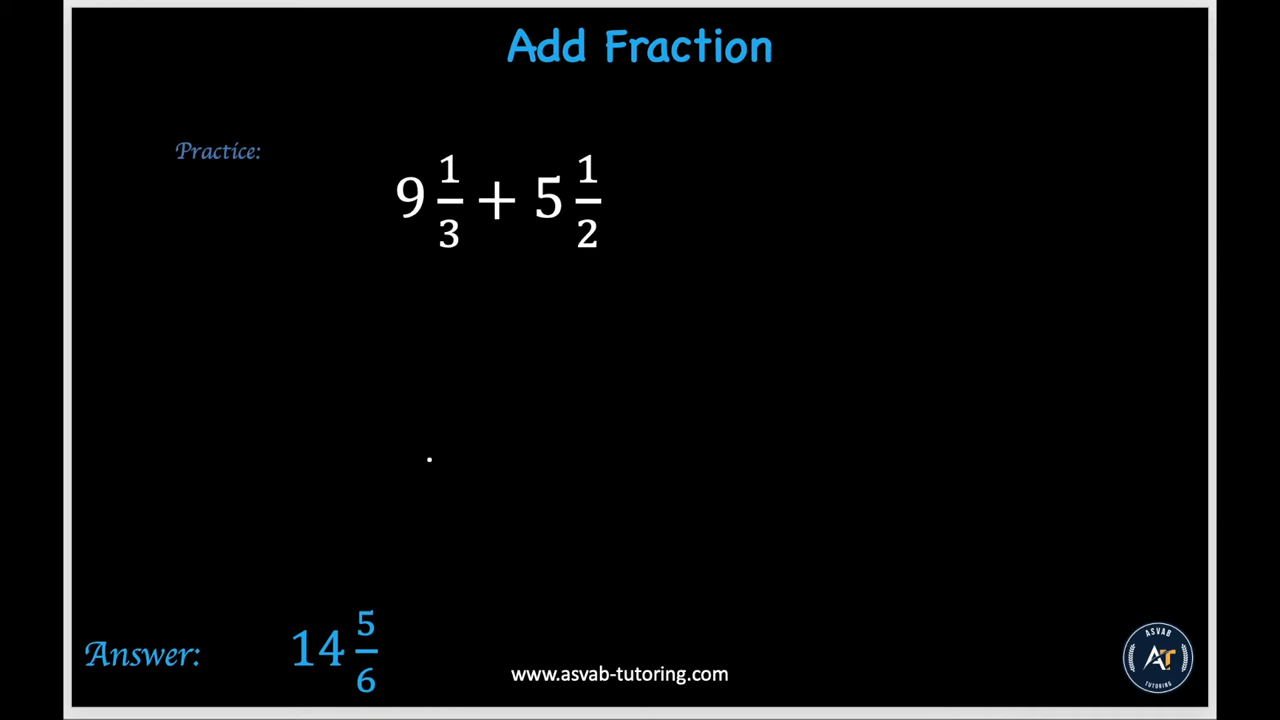 Add Fraction
Practice:
9 1/3 + 5 1/2
.
Answer: 14 5/6
www.asvab-tutoring.com
ASVAB
AT
TUTORING